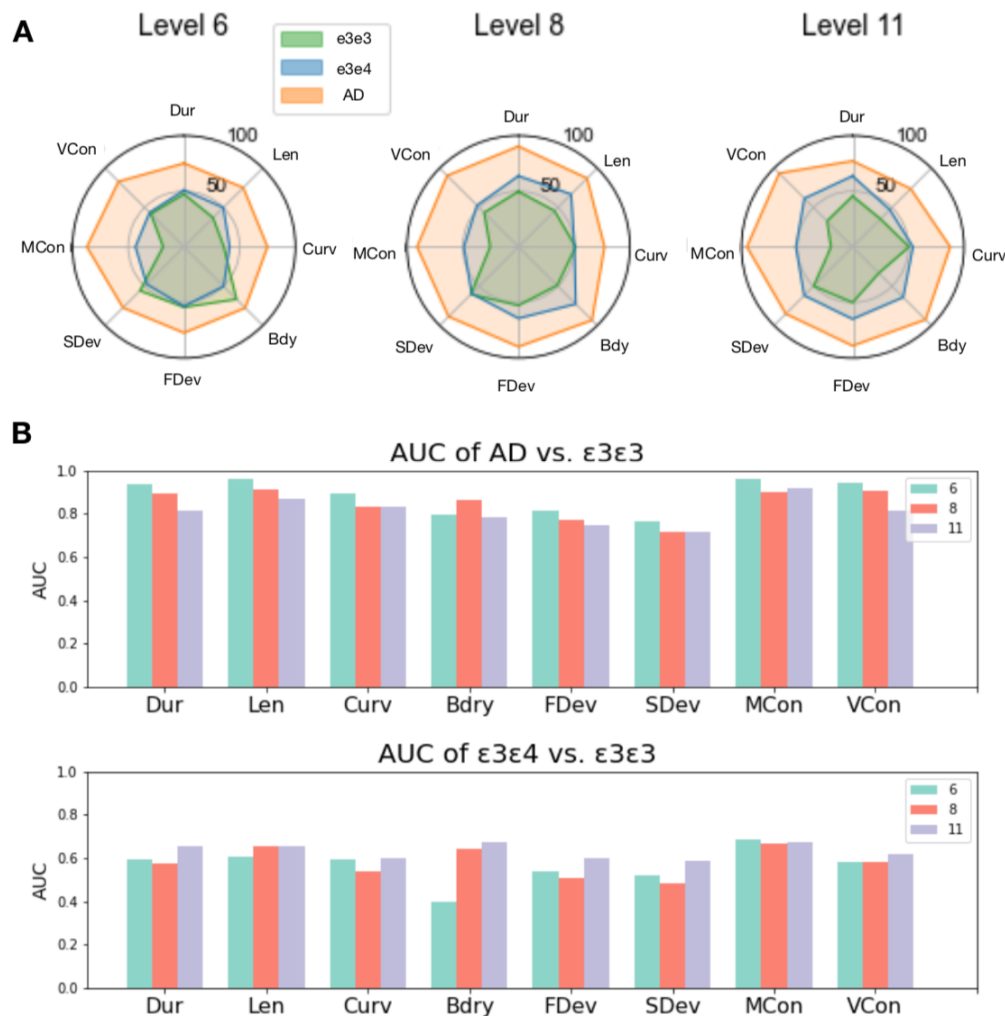 A
Level 6
Level 8
Level 11
e3e3
e3e4
AD
Dur
100
Len
50
Curv
Bdy
FDev
SDev
MCon
VCon
Dur
100
Len
50
Curv
Bdy
FDev
SDev
MCon
VCon
Dur
100
Len
50
Curv
Bdy
FDev
SDev
MCon
VCon
B
AUC of AD vs. ε3ε3
AUC
1.0
0.8
0.6
0.4
0.2
0.0
6
8
11
Dur Len Curv Bdry FDev SDev MCon VCon
AUC of ε3ε4 vs. ε3ε3
AUC
1.0
0.8
0.6
0.4
0.2
0.0
6
8
11
Dur Len Curv Bdry FDev SDev MCon VCon